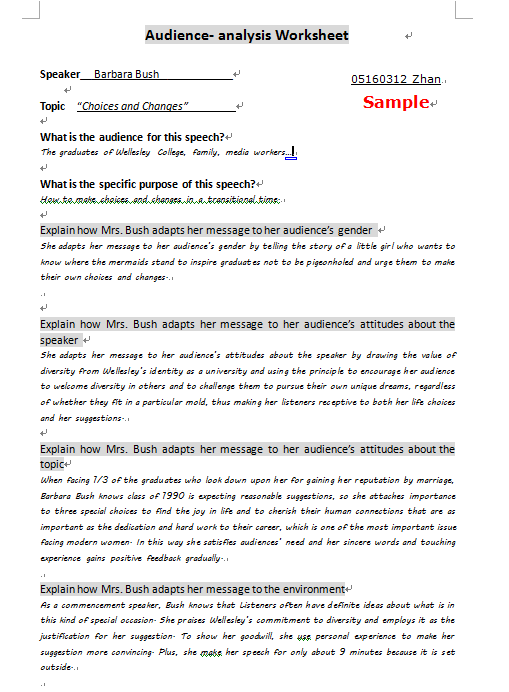 Audience- analysis Worksheet
Speaker Barbara Bush
05160312 Zhan.
Topic "Choices and Changes"
Sample
What is the audience for this speech?
The graduates of Wellesley College, family, media workers…
What is the specific purpose of this speech?
How to make choices and changes in a transitional time.
Explain how Mrs. Bush adapts her message to her audience's gender
She adapts her message to her audience's gender by telling the story of a little girl who wants to
know where the mermaids stand to inspire graduates not to be pigeonholed and urge them to make
their own choices and changes.
Explain how Mrs. Bush adapts her message to her audience's attitudes about the
speaker
She adapts her message to her audience's attitudes about the speaker by drawing the value of
diversity from Wellesley's identity as a university and using the principle to encourage her audience
to welcome diversity in others and to challenge them to pursue their own unique dreams, regardless
of whether they fit in a particular mold, thus making her listeners receptive to both her life choices
and her suggestions.
Explain how Mrs. Bush adapts her message to her audience's attitudes about the
topic
When facing 1/3 of the graduates who look down upon her for gaining her reputation by marriage,
Barbara Bush knows class of 1990 is expecting reasonable suggestions, so she attaches importance
to three special choices to find the joy in life and to cherish their human connections that are as
important as the dedication and hard work to their career, which is one of the most important issue
facing modern women. In this way she satisfies audiences' need and her sincere words and touching
experience gains positive feedback gradually.
Explain how Mrs. Bush adapts her message to the environment
As a commencement speaker, Bush knows that Listeners often have definite ideas about what is in
this kind of special occasion. She praises Wellesley's commitment to diversity and employs it as the
justification for her suggestion. To show her goodwill, she use personal experience to make her
suggestion more convincing. Plus, she make her speech for only about 9 minutes because it is set
outside.